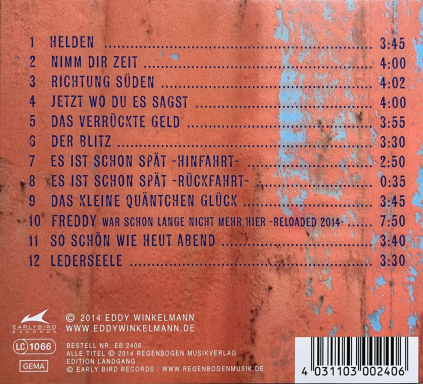 1 HELDEN 3:45
2 NIMM DIR ZEIT 4:00
3 RICHTUNG SÜDEN 4:02
4 JETZT WO DU ES SAGST 4:00
5 DAS VERRÜCKTE GELD 3:55
6 DER BLITZ 3:30
7 ES IST SCHON SPÄT -HINFAHRT- 2:50
8 ES IST SCHON SPÄT -RÜCKFAHRT- 0:35
9 DAS KLEINE QUÄNTCHEN GLÜCK 3:45
10 FREDDY WAR SCHON LANGE NICHT MEHR HIER -RELOADED 2014- 7:50
11 SO SCHÖN WIE HEUT ABEND 3:40
12 LEDERSEELE 3:30
EARLYBIRD
RECORDS
© 2014 EDDY WINKELMANN
WWW.EDDYWINKELMANN.DE
LC 1066
GEMA
BESTELL NR. EB 2406
ALLE TITEL © 2014 REGENBOGEN MUSIKVERLAG
EDITION LANDGANG
© EARLY BIRD RECORDS / WWW.REGENBOGENMUSIK.DE
4 031103 002406